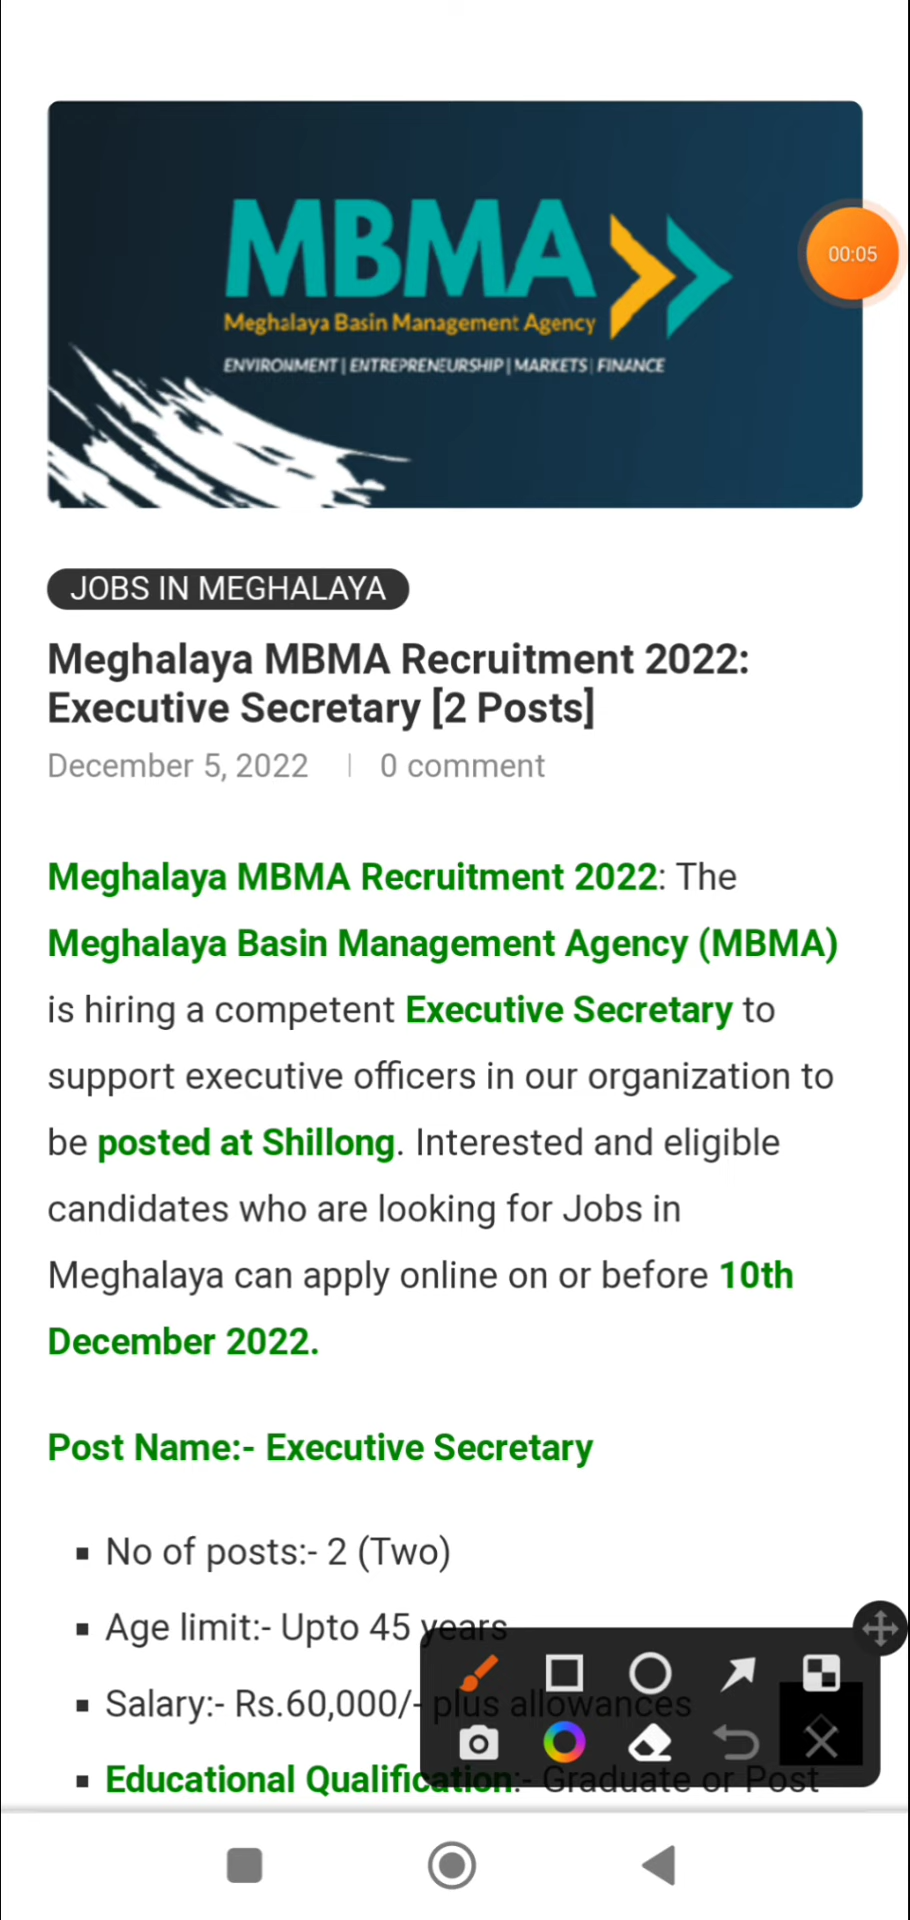 MBMA
Meghalaya Basin Management Agency
ENVIRONMENT | ENTREPRENEURSHIP | MARKETS | FINANCE
00:05
JOBS IN MEGHALAYA
Meghalaya MBMA Recruitment 2022:
Executive Secretary [2 Posts]
December 5, 2022 | 0 comment
Meghalaya MBMA Recruitment 2022: The
Meghalaya Basin Management Agency (MBMA)
is hiring a competent Executive Secretary to
support executive officers in our organization to
be posted at Shillong. Interested and eligible
candidates who are looking for Jobs in
Meghalaya can apply online on or before 10th
December 2022.
Post Name:- Executive Secretary
▪ No of posts:- 2 (Two)
▪ Age limit:- Upto 45 years
▪ Salary:- Rs.60,000/- plus allowances
▪ Educational Qualification:- Graduate or Post